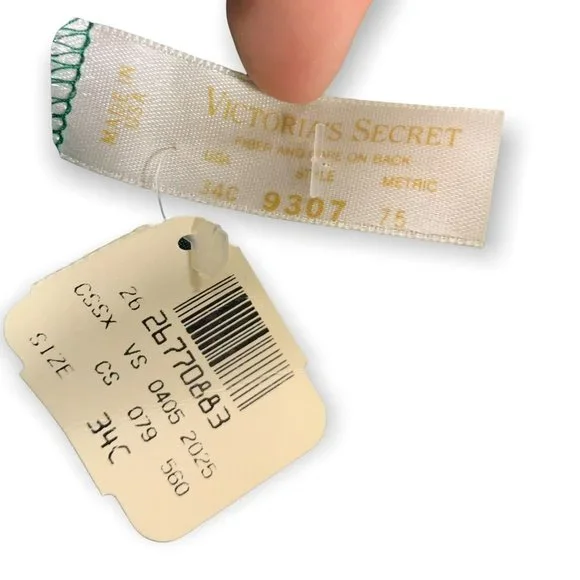 MADE IN
USA
VICTORIA'S SECRET
FIBER AND CARE ON BACK
USA STYLE METRIC
34C 9307 75
26 26770883
CSSX VS 0405 2025
CS 079 560
SIZE 34C